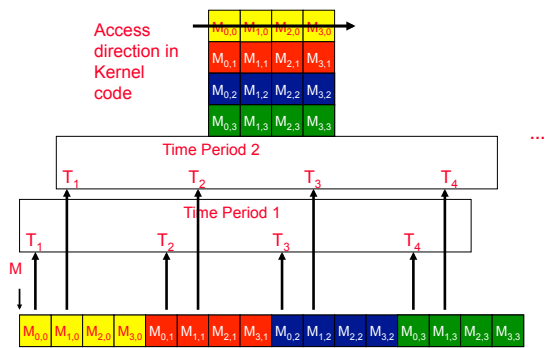 Access
direction in
Kernel
code
M0,0 M1,0 M2,0 M3,0
M0,1 M1,1 M2,1 M3,1
M0,2 M1,2 M2,2 M3,2
M0,3 M1,3 M2,3 M3,3
...
Time Period 2
T1 T2 T3 T4
Time Period 1
T1 T2 T3 T4
M
M0,0 M1,0 M2,0 M3,0 M0,1 M1,1 M2,1 M3,1 M0,2 M1,2 M2,2 M3,2 M0,3 M1,3 M2,3 M3,3